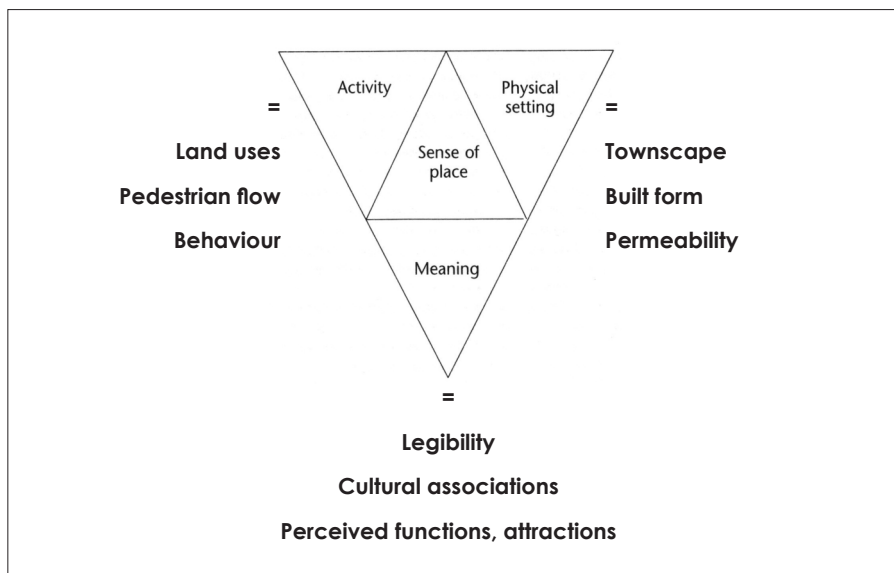 Activity
Physical
setting
=
=
Land uses
Sense of
place
Townscape
Pedestrian flow
Built form
Behaviour
Permeability
Meaning
=
Legibility
Cultural associations
Perceived functions, attractions